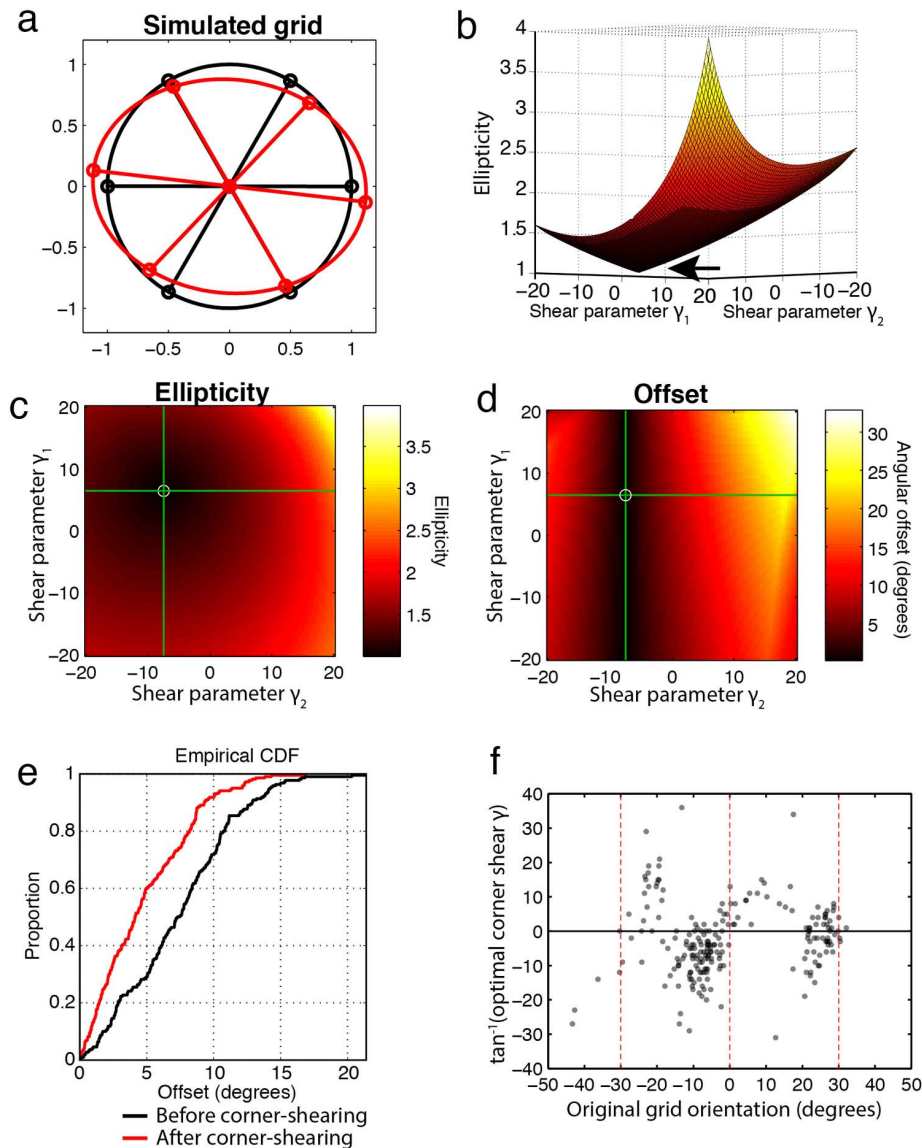 a
Simulated grid
1
0.5
0
−0.5
−1
−1 −0.5 0 0.5 1
b
Ellipticity
4
3.5
3
2.5
2
1.5
1
−20 −10 0 10 20 10 0 −10 −20
Shear parameter γ1
Shear parameter γ2
c
Ellipticity
Shear parameter γ1
20
10
0
−10
−20
−20 −10 0 10 20
Shear parameter γ2
3.5
3
2.5
2
1.5
Ellipticity
d
Offset
Shear parameter γ1
20
10
0
−10
−20
−20 −10 0 10 20
Shear parameter γ2
30
25
20
15
10
5
Angular offset (degrees)
e
Empirical CDF
Proportion
1
0.8
0.6
0.4
0.2
0
0 5 10 15 20
Offset (degrees)
Before corner-shearing
After corner-shearing
f
tan⁻¹(optimal corner shear γ)
40
30
20
10
0
−10
−20
−30
−40
−50 −40 −30 −20 −10 0 10 20 30 40 50
Original grid orientation (degrees)